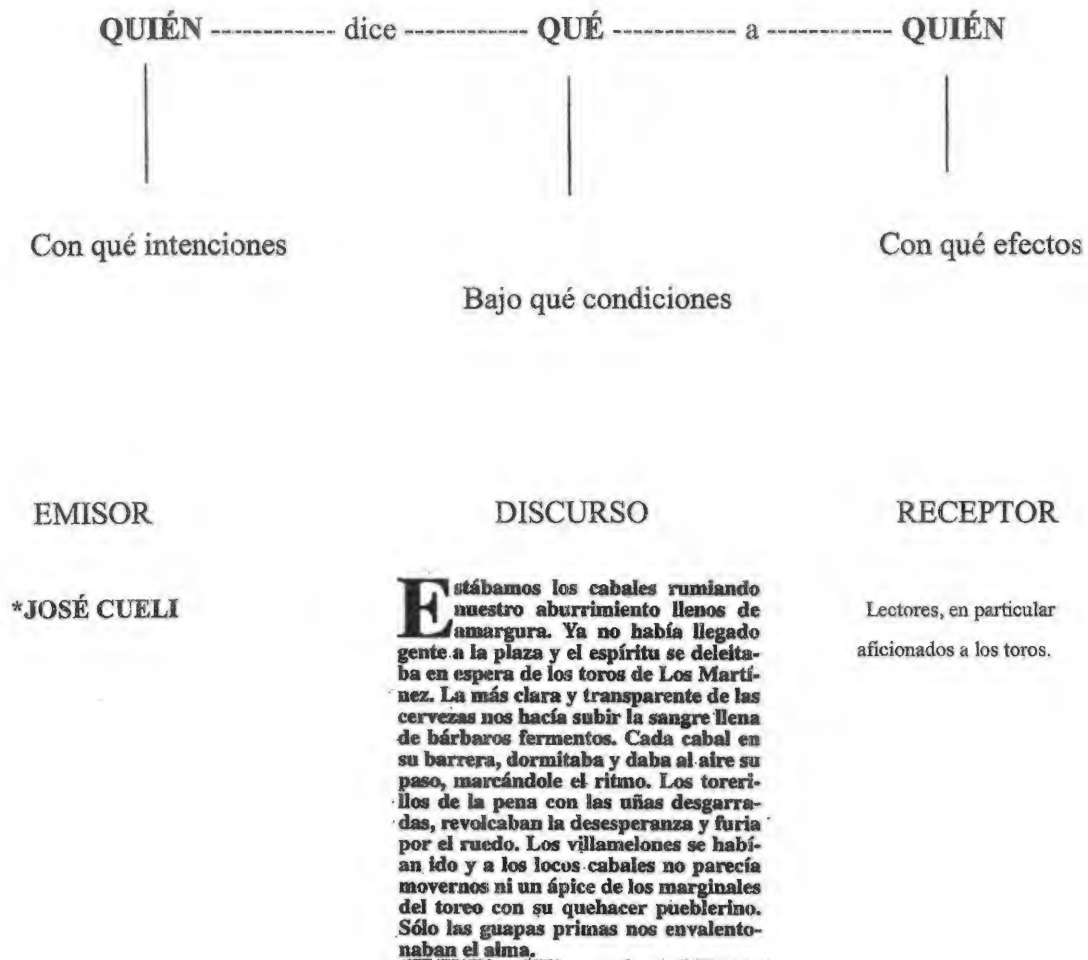 QUIÉN ------------ dice ------------ QUÉ ------------ a ------------ QUIÉN
Con qué intenciones
Con qué efectos
Bajo qué condiciones
EMISOR
DISCURSO
RECEPTOR
*JOSÉ CUELI
Estábamos los cabales rumiando
nuestro aburrimiento llenos de
amargura. Ya no había llegado
gente a la plaza y el espíritu se deleita-
ba en espera de los toros de Los Martí-
nez. La más clara y transparente de las
cervezas nos hacía subir la sangre llena
de bárbaros fermentos. Cada cabal en
su barrera, dormitaba y daba al aire su
paso, marcándole el ritmo. Los toreri-
llos de la pena con las uñas desgarra-
das, revolcaban la desesperanza y furia
por el ruedo. Los villamelones se habí-
an ido y a los locos cabales no parecía
movernos ni un ápice de los marginales
del toreo con su quehacer pueblerino.
Sólo las guapas primas nos envalento-
naban el alma.
Lectores, en particular
aficionados a los toros.